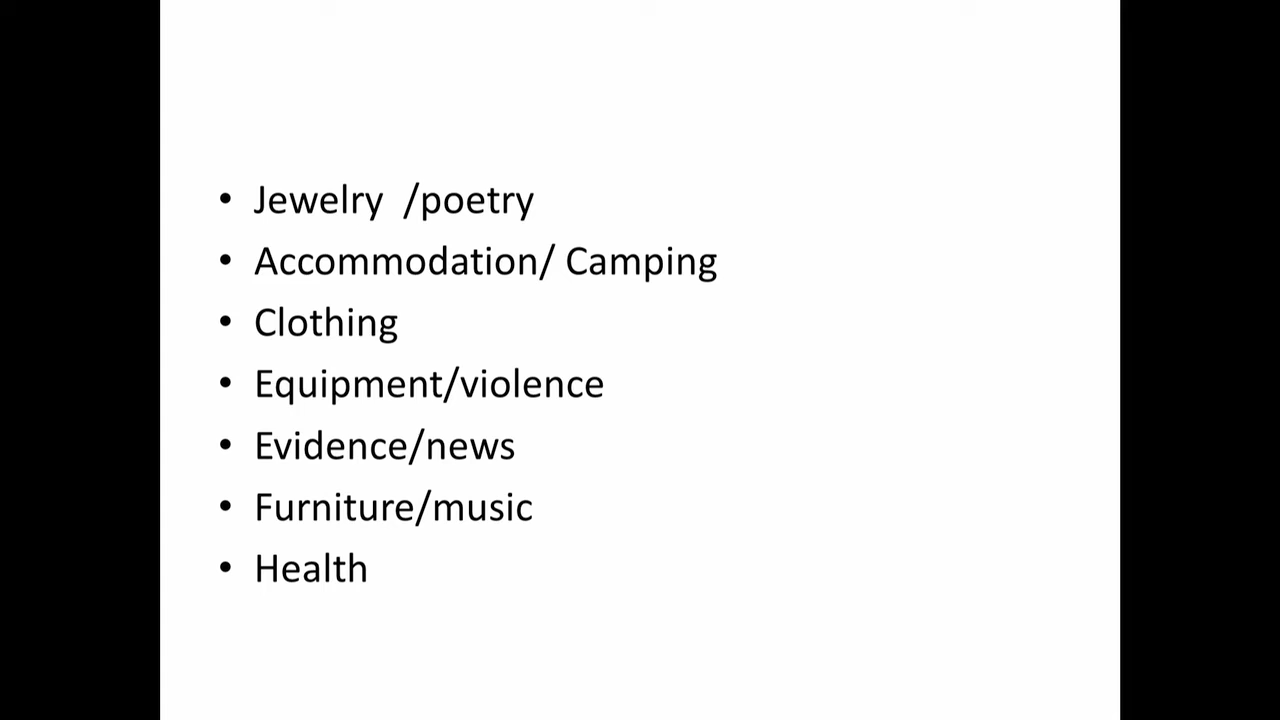 • Jewelry  /poetry
• Accommodation/ Camping
• Clothing
• Equipment/violence
• Evidence/news
• Furniture/music
• Health